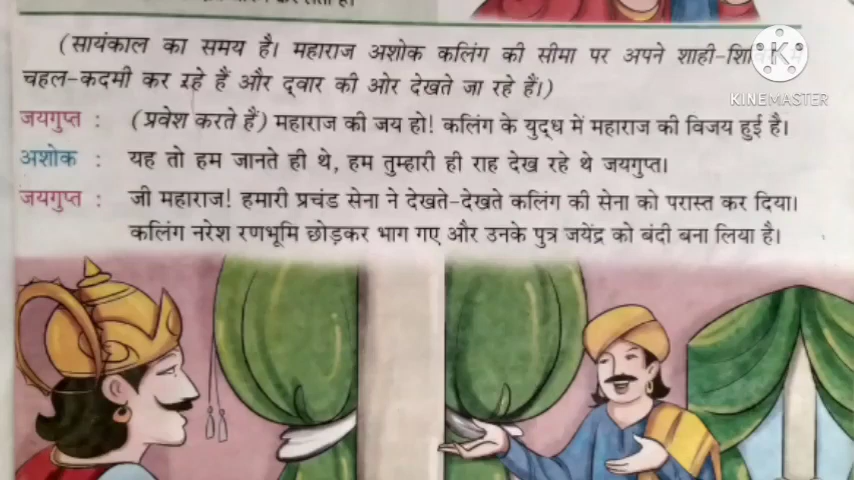 (सायंकाल का समय है। महाराज अशोक कलिंग की सीमा पर अपने शाही-
चहल-कदमी कर रहे हैं और द्वार की ओर देखते जा रहे हैं।)
KINEMASTER
जयगुप्त : (प्रवेश करते हैं) महाराज की जय हो! कलिंग के युद्ध में महाराज की विजय हुई है।
अशोक : यह तो हम जानते ही थे, हम तुम्हारी ही राह देख रहे थे जयगुप्त।
जयगुप्त : जी महाराज! हमारी प्रचंड सेना ने देखते-देखते कलिंग की सेना को परास्त कर दिया।
कलिंग नरेश रणभूमि छोड़कर भाग गए और उनके पुत्र जयेंद्र को बंदी बना लिया है।